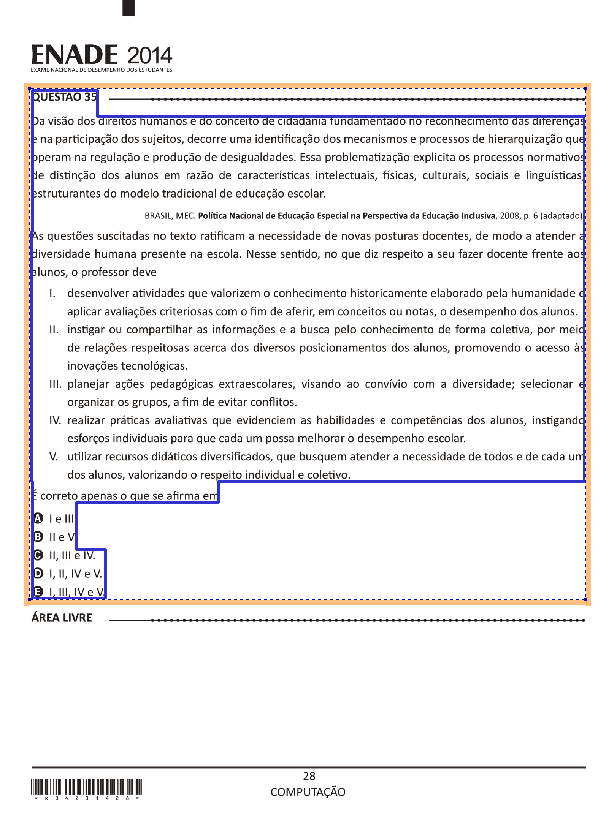 ENADE 2014
EXAME NACIONAL DE DESEMPENHO DOS ESTUDANTES
QUESTÃO 35
Da visão dos direitos humanos e do conceito de cidadania fundamentado no reconhecimento das diferenças
e na participação dos sujeitos, decorre uma identificação dos mecanismos e processos de hierarquização que
operam na regulação e produção de desigualdades. Essa problematização explicita os processos normativos
de distinção dos alunos em razão de características intelectuais, físicas, culturais, sociais e linguísticas,
estruturantes do modelo tradicional de educação escolar.
BRASIL, MEC. Política Nacional de Educação Especial na Perspectiva da Educação Inclusiva, 2008, p. 6 (adaptado).
As questões suscitadas no texto ratificam a necessidade de novas posturas docentes, de modo a atender a
diversidade humana presente na escola. Nesse sentido, no que diz respeito a seu fazer docente frente aos
alunos, o professor deve
I. desenvolver atividades que valorizem o conhecimento historicamente elaborado pela humanidade e
aplicar avaliações criteriosas com o fim de aferir, em conceitos ou notas, o desempenho dos alunos.
II. instigar ou compartilhar as informações e a busca pelo conhecimento de forma coletiva, por meio
de relações respeitosas acerca dos diversos posicionamentos dos alunos, promovendo o acesso às
inovações tecnológicas.
III. planejar ações pedagógicas extraescolares, visando ao convívio com a diversidade; selecionar e
organizar os grupos, a fim de evitar conflitos.
IV. realizar práticas avaliativas que evidenciem as habilidades e competências dos alunos, instigando
esforços individuais para que cada um possa melhorar o desempenho escolar.
V. utilizar recursos didáticos diversificados, que busquem atender a necessidade de todos e de cada um
dos alunos, valorizando o respeito individual e coletivo.
É correto apenas o que se afirma em
A I e III.
B II e V.
C II, III e IV.
D I, II, IV e V.
E I, III, IV e V.
ÁREA LIVRE
28
COMPUTAÇÃO